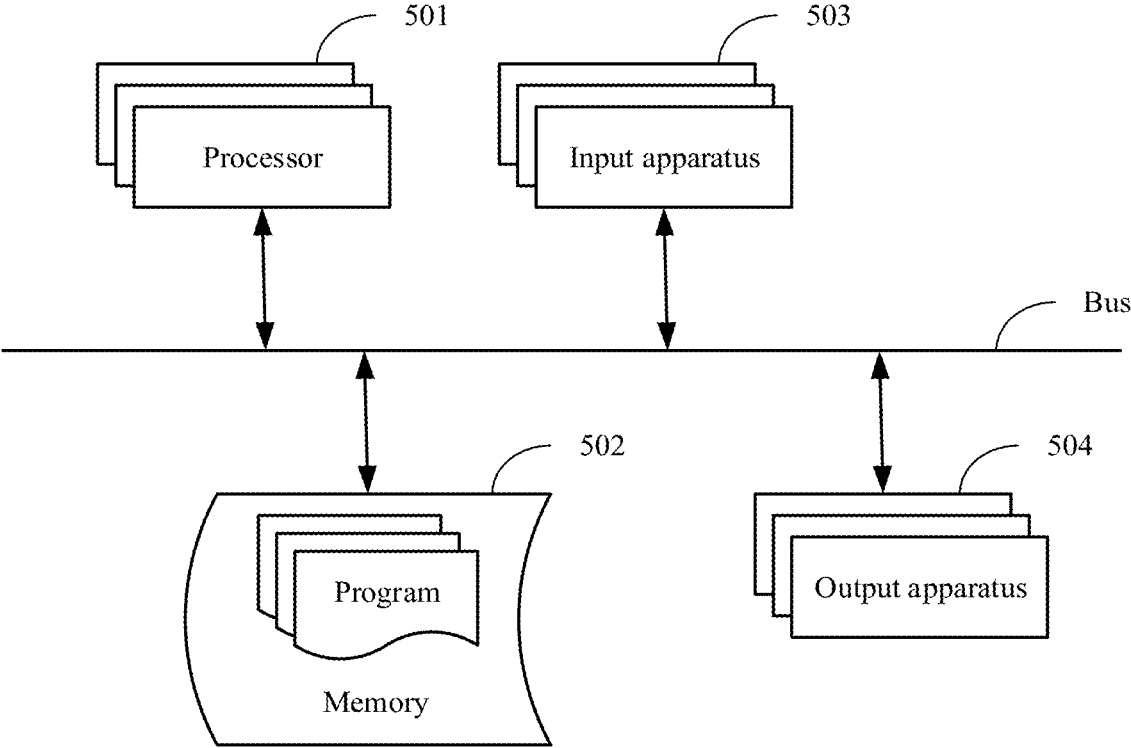 501
503
Processor
Input apparatus
Bus
502
504
Program
Output apparatus
Memory